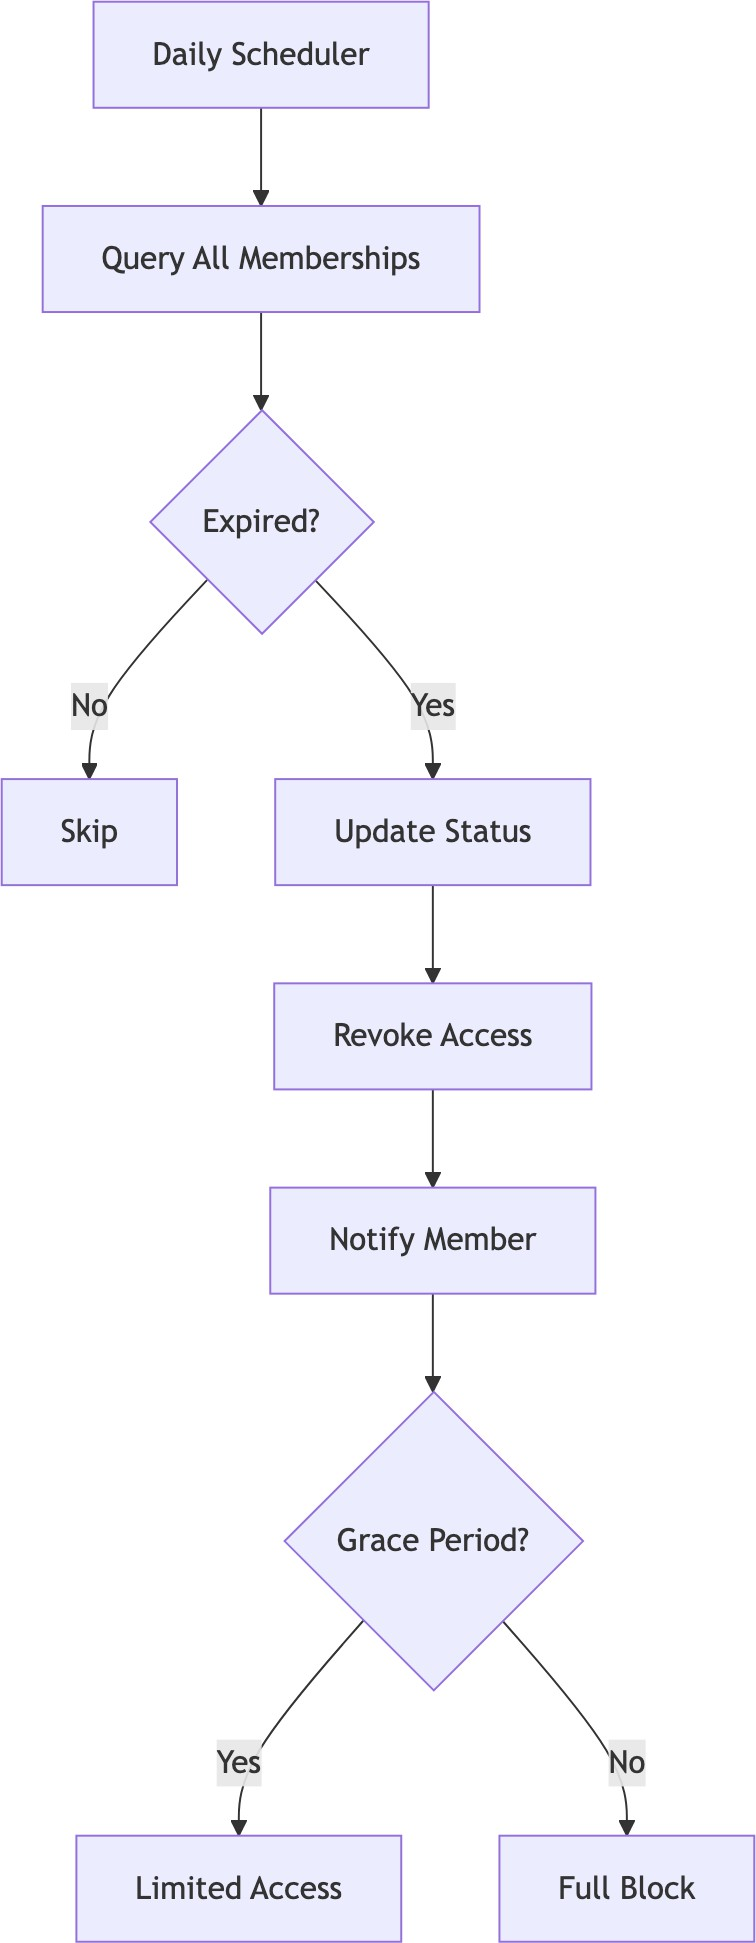 Daily Scheduler
Query All Memberships
Expired?
No
Yes
Skip
Update Status
Revoke Access
Notify Member
Grace Period?
Yes
No
Limited Access
Full Block